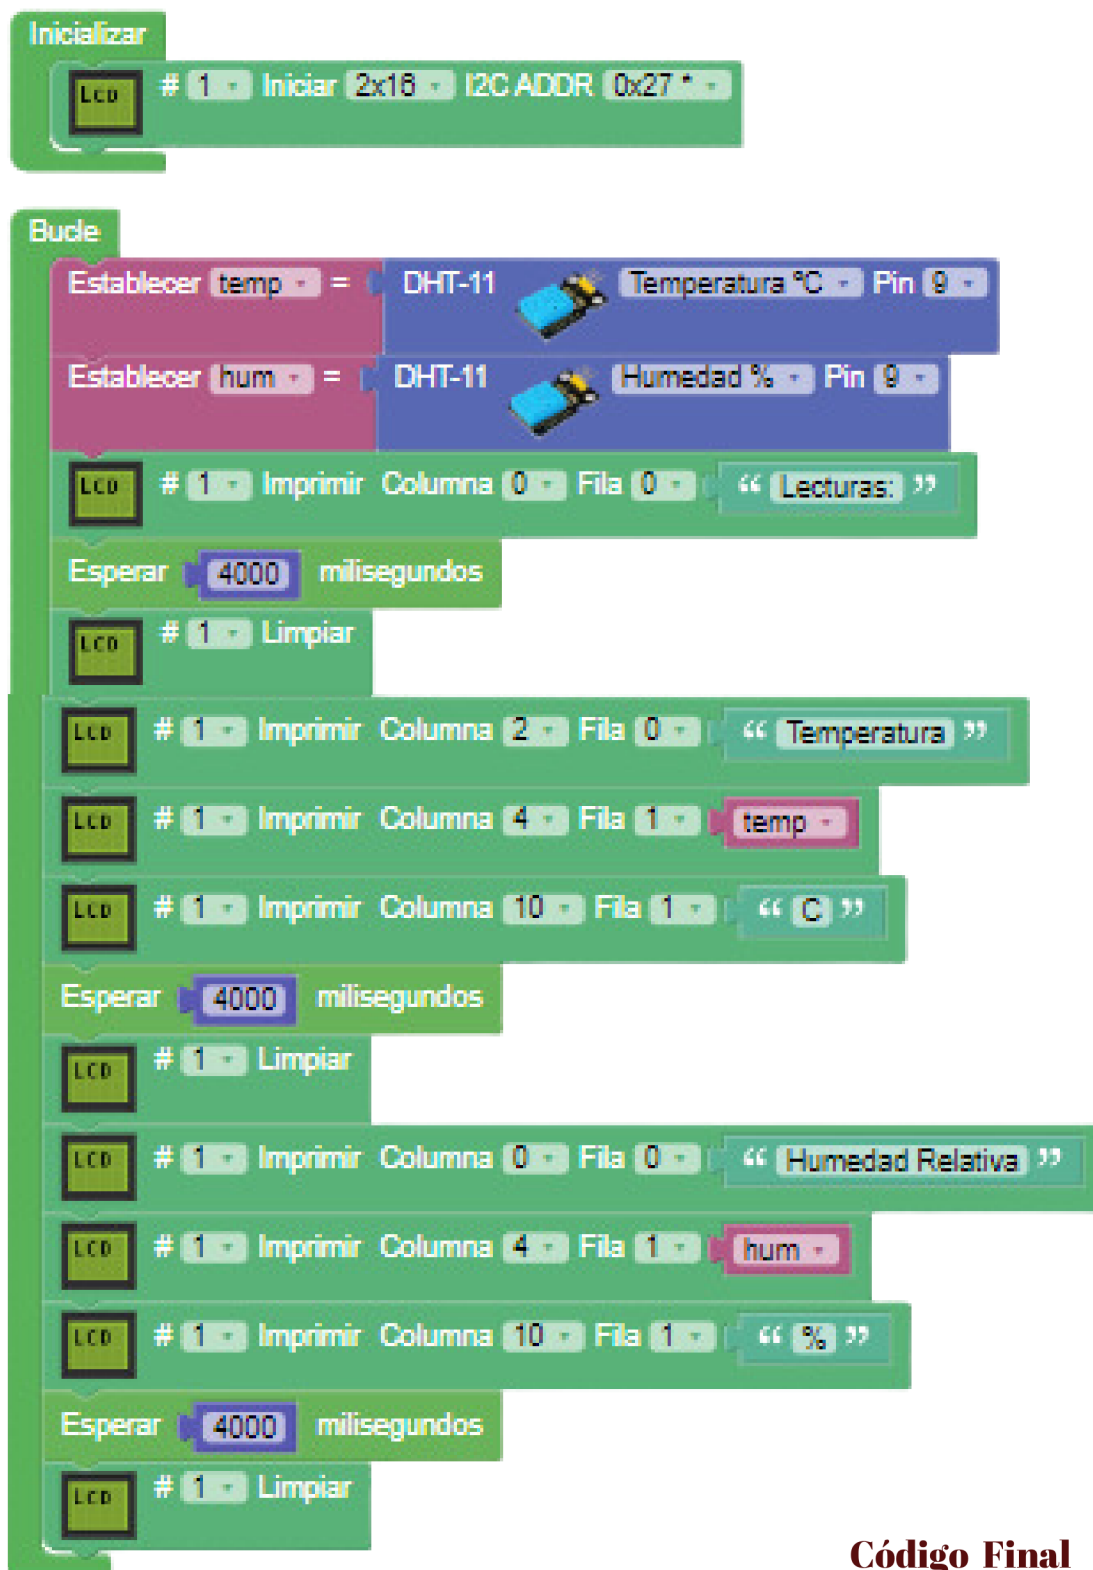 Inicializar
LCD # 1 Iniciar 2x16 I2C ADDR 0x27 *
Bucle
Establecer temp = DHT-11 Temperatura ºC Pin 9
Establecer hum = DHT-11 Humedad % Pin 9
LCD # 1 Imprimir Columna 0 Fila 0 “ Lecturas: ”
Esperar 4000 milisegundos
LCD # 1 Limpiar
LCD # 1 Imprimir Columna 2 Fila 0 “ Temperatura ”
LCD # 1 Imprimir Columna 4 Fila 1 temp
LCD # 1 Imprimir Columna 10 Fila 1 “ C ”
Esperar 4000 milisegundos
LCD # 1 Limpiar
LCD # 1 Imprimir Columna 0 Fila 0 “ Humedad Relativa ”
LCD # 1 Imprimir Columna 4 Fila 1 hum
LCD # 1 Imprimir Columna 10 Fila 1 “ % ”
Esperar 4000 milisegundos
LCD # 1 Limpiar
Código Final